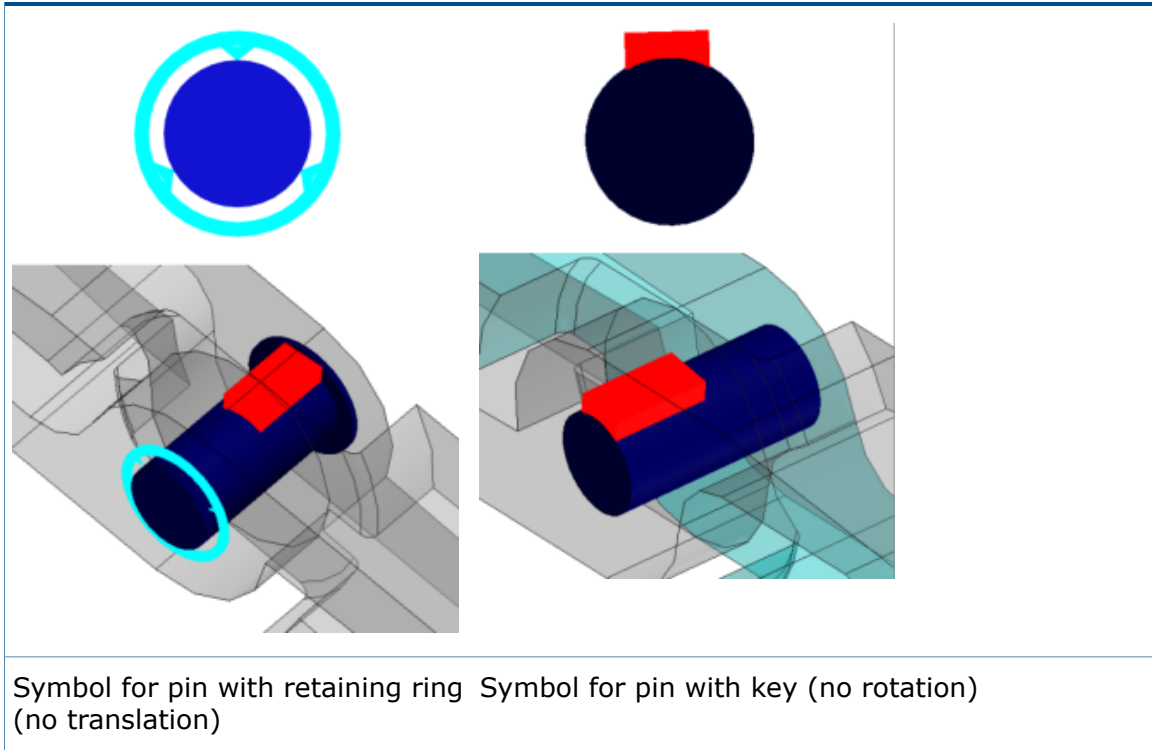 Symbol for pin with retaining ring
(no translation)
Symbol for pin with key (no rotation)